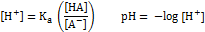 [H⁺] = Kₐ ([HA]/[A⁻])   pH = −log [H⁺]